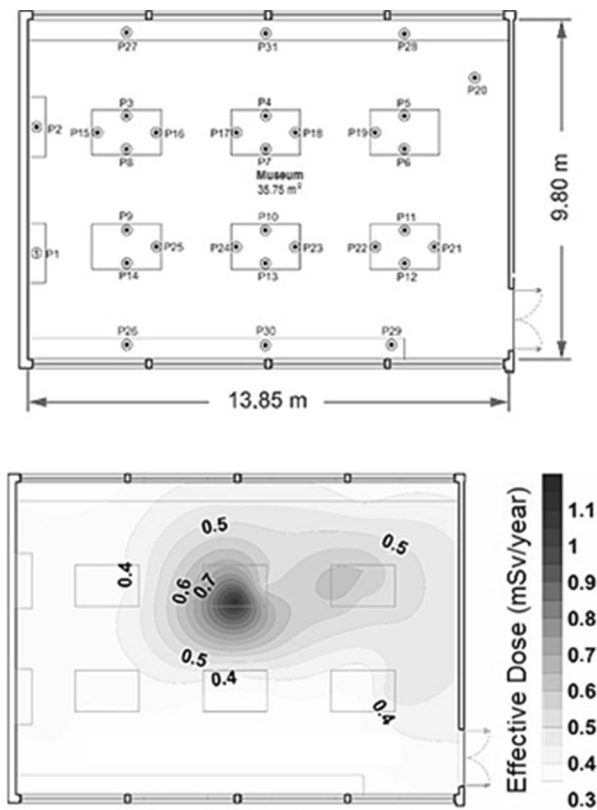 P27 P31 P28
P20
P3 P4 P5
P2 P15 P16 P17 P18 P19
P8 P7 P6
Museum
35.75 m²
9.80 m
P9 P10 P11
1 P1 P25 P24 P23 P22 P21
P14 P13 P12
P26 P30 P29
13.85 m
0.5
0.5
0.4
0.6
0.7
0.5
0.4
0.4
Effective Dose (mSv/year)
1.1
1
0.9
0.8
0.7
0.6
0.5
0.4
0.3